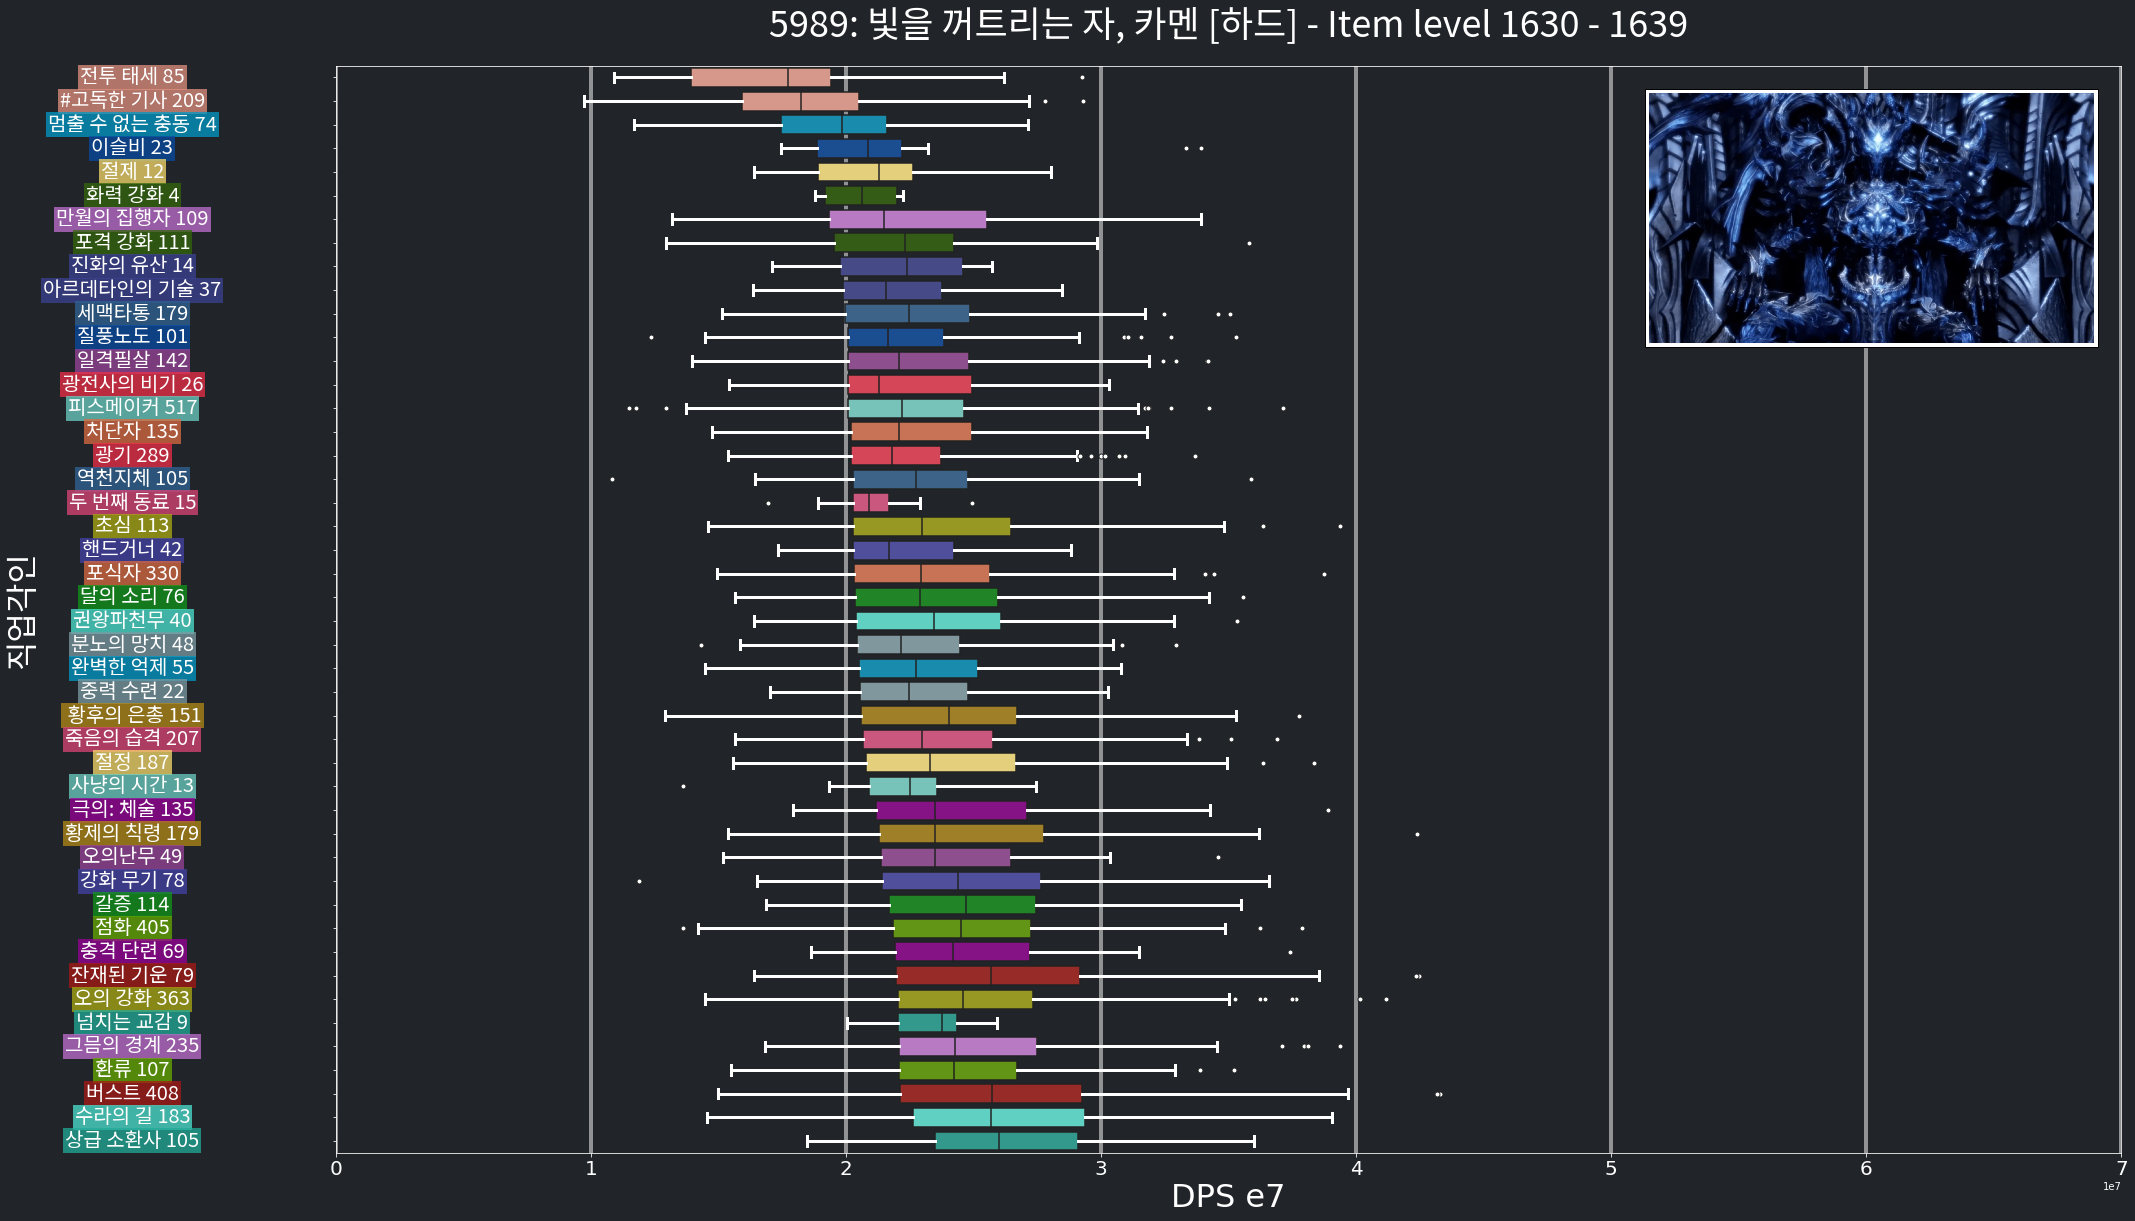 5989: 빛을 꺼트리는 자, 카멘 [하드] - Item level 1630 - 1639
전투 태세 85
#고독한 기사 209
멈출 수 없는 충동 74
이슬비 23
절제 12
화력 강화 4
만월의 집행자 109
포격 강화 111
진화의 유산 14
아르데타인의 기술 37
세맥타통 179
질풍노도 101
일격필살 142
광전사의 비기 26
피스메이커 517
처단자 135
광기 289
역천지체 105
두 번째 동료 15
초심 113
핸드거너 42
포식자 330
달의 소리 76
권왕파천무 40
분노의 망치 48
완벽한 억제 55
중력 수련 22
황후의 은총 151
죽음의 습격 207
절정 187
사냥의 시간 13
극의: 체술 135
황제의 칙령 179
오의난무 49
강화 무기 78
갈증 114
점화 405
충격 단련 69
잔재된 기운 79
오의 강화 363
넘치는 교감 9
그믐의 경계 235
환류 107
버스트 408
수라의 길 183
상급 소환사 105
직업각인
0 1 2 3 4 5 6 7
1e7
DPS e7